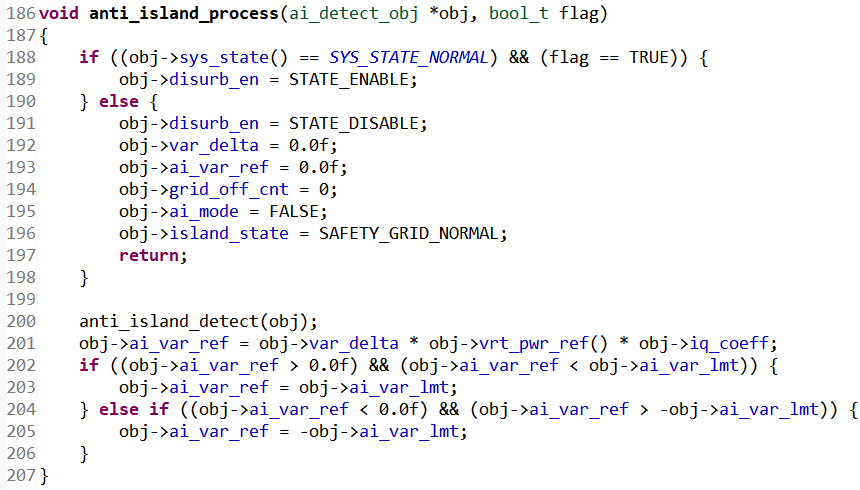 186 void anti_island_process(ai_detect_obj *obj, bool_t flag)
187 {
188     if ((obj->sys_state() == SYS_STATE_NORMAL) && (flag == TRUE)) {
189         obj->disturb_en = STATE_ENABLE;
190     } else {
191         obj->disurb_en = STATE_DISABLE;
192         obj->var_delta = 0.0f;
193         obj->ai_var_ref = 0.0f;
194         obj->grid_off_cnt = 0;
195         obj->ai_mode = FALSE;
196         obj->island_state = SAFETY_GRID_NORMAL;
197         return;
198     }
199
200     anti_island_detect(obj);
201     obj->ai_var_ref = obj->var_delta * obj->vrt_pwr_ref() * obj->iq_coeff;
202     if ((obj->ai_var_ref > 0.0f) && (obj->ai_var_ref < obj->ai_var_lmt)) {
203         obj->ai_var_ref = obj->ai_var_lmt;
204     } else if ((obj->ai_var_ref < 0.0f) && (obj->ai_var_ref > -obj->ai_var_lmt)) {
205         obj->ai_var_ref = -obj->ai_var_lmt;
206     }
207 }